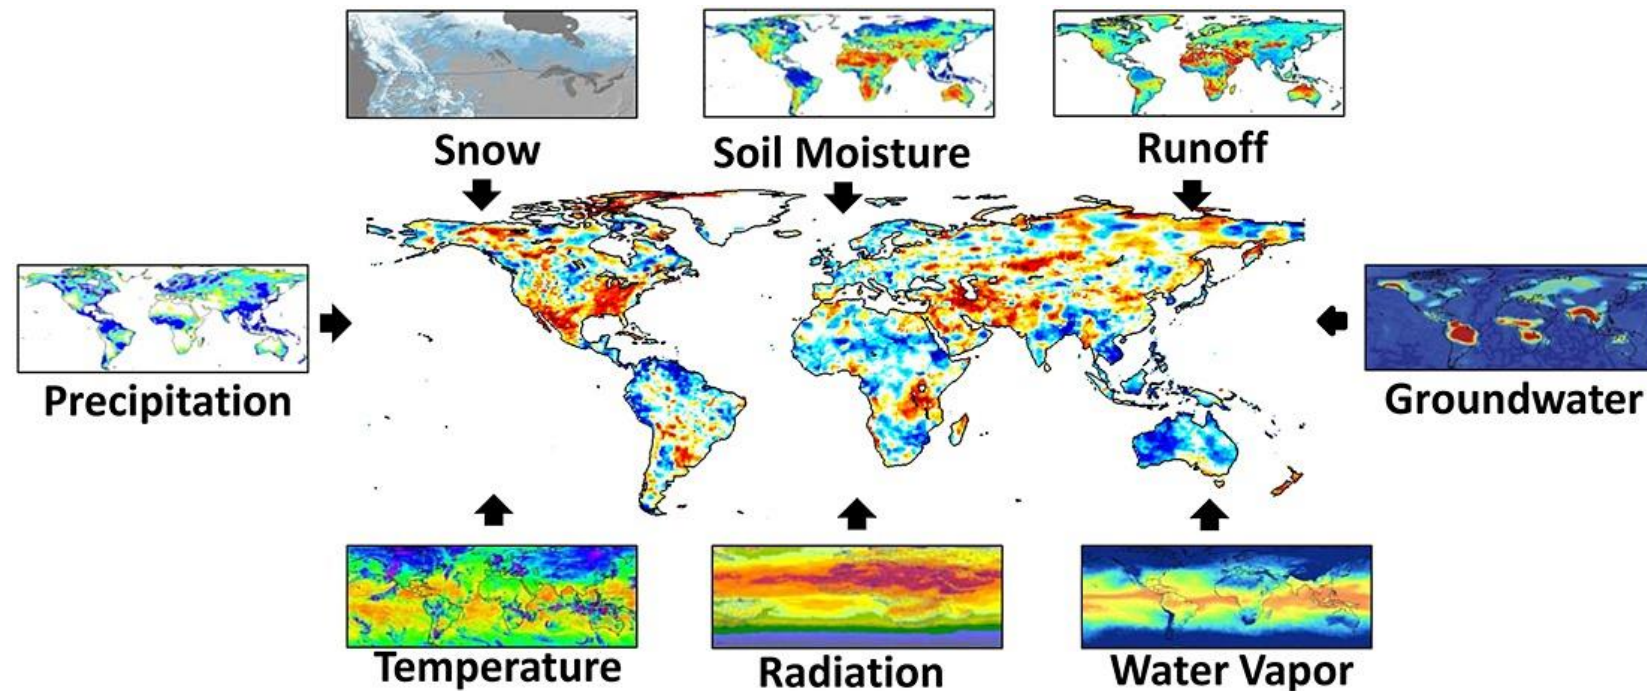 Snow
Soil Moisture
Runoff
Precipitation
Groundwater
Temperature
Radiation
Water Vapor